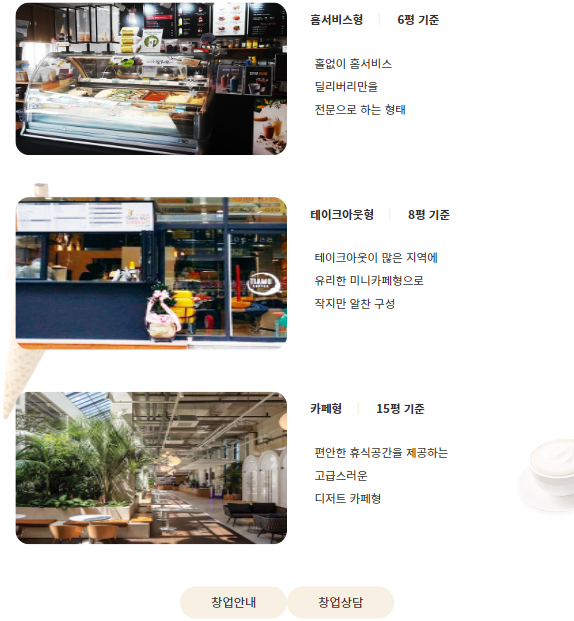 홈서비스형 6평 기준
홀없이 홈서비스
딜리버리만을
전문으로 하는 형태
테이크아웃형 8평 기준
테이크아웃이 많은 지역에
유리한 미니카페형으로
작지만 알찬 구성
카페형 15평 기준
편안한 휴식공간을 제공하는
고급스러운
디저트 카페형
창업안내 창업상담